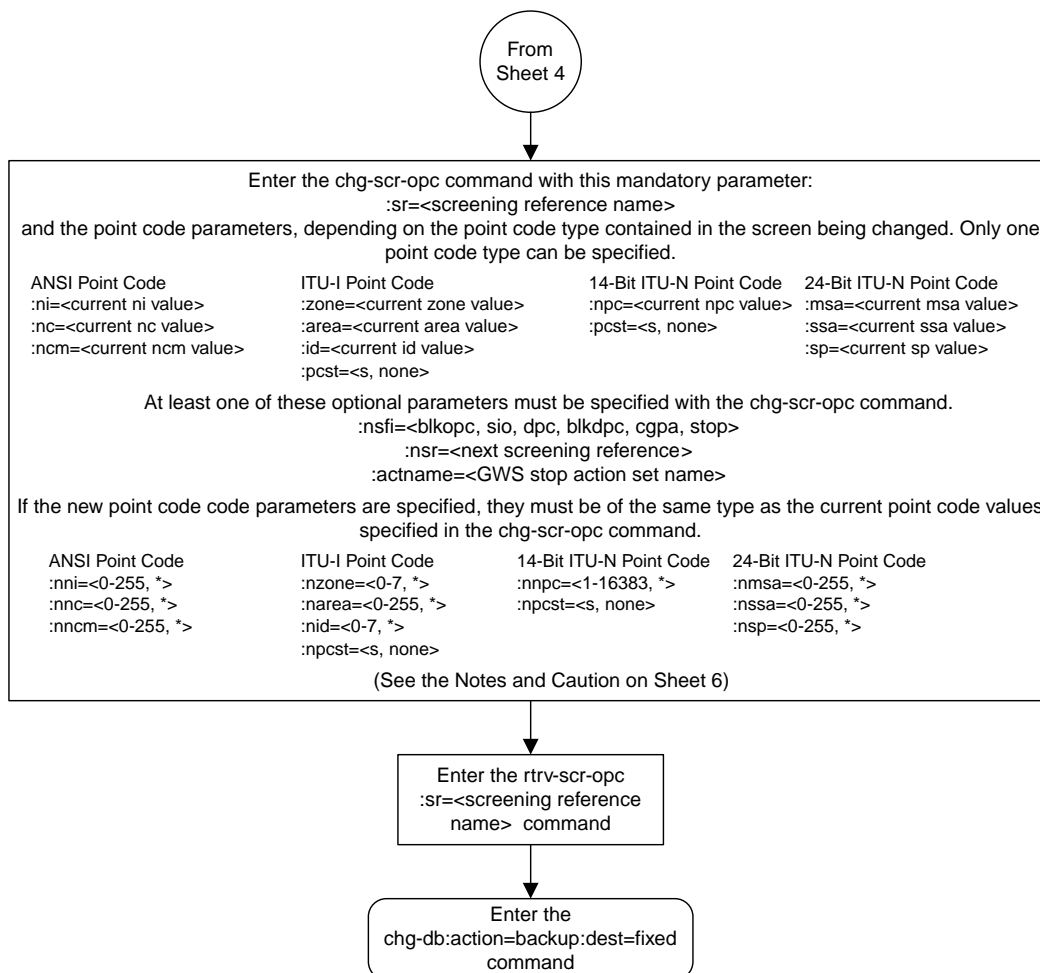 From
Sheet 4
Enter the chg-scr-opc command with this mandatory parameter:
:sr=<screening reference name>
and the point code parameters, depending on the point code type contained in the screen being changed. Only one
point code type can be specified.
ANSI Point Code
:ni=<current ni value>
:nc=<current nc value>
:ncm=<current ncm value>
ITU-I Point Code
:zone=<current zone value>
:area=<current area value>
:id=<current id value>
:pcst=<s, none>
14-Bit ITU-N Point Code
:npc=<current npc value>
:pcst=<s, none>
24-Bit ITU-N Point Code
:msa=<current msa value>
:ssa=<current ssa value>
:sp=<current sp value>
At least one of these optional parameters must be specified with the chg-scr-opc command.
:nsfi=<blkopc, sio, dpc, blkdpc, cgpa, stop>
:nsr=<next screening reference>
:actname=<GWS stop action set name>
If the new point code code parameters are specified, they must be of the same type as the current point code values
specified in the chg-scr-opc command.
ANSI Point Code
:nni=<0-255, *>
:nnc=<0-255, *>
:nncm=<0-255, *>
ITU-I Point Code
:nzone=<0-7, *>
:narea=<0-255, *>
:nid=<0-7, *>
:npcst=<s, none>
14-Bit ITU-N Point Code
:nnpc=<1-16383, *>
:npcst=<s, none>
24-Bit ITU-N Point Code
:nmsa=<0-255, *>
:nssa=<0-255, *>
:nsp=<0-255, *>
(See the Notes and Caution on Sheet 6)
Enter the rtrv-scr-opc
:sr=<screening reference
name> command
Enter the
chg-db:action=backup:dest=fixed
command